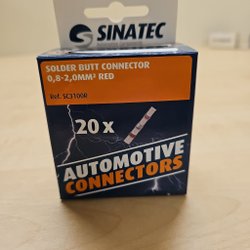 SINATEC
SOLDER BUTT CONNECTOR
0,8-2,0MM² RED
Ref. SC3100R
20 x
AUTOMOTIVE
CONNECTORS